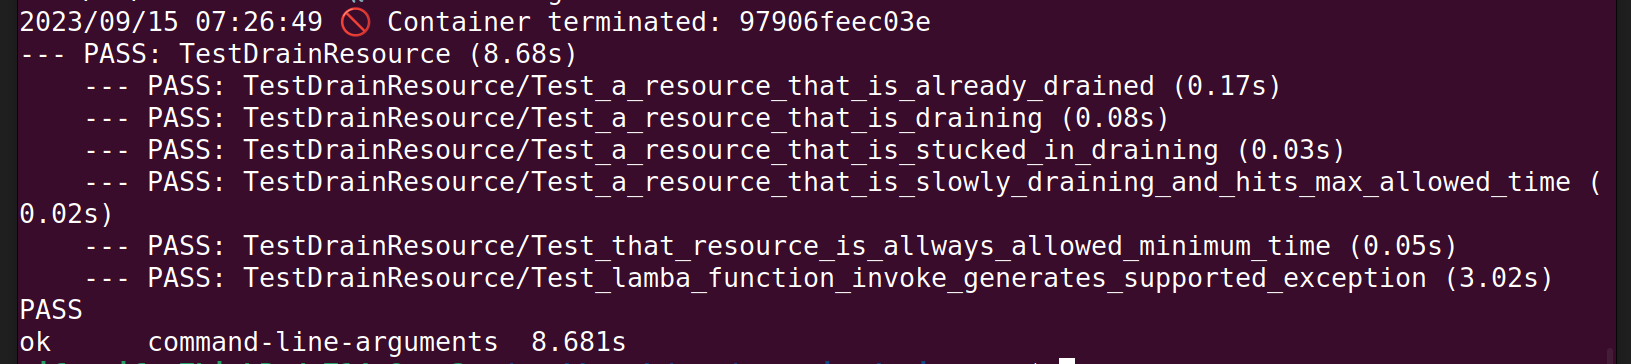 2023/09/15 07:26:49 🚫 Container terminated: 97906feec03e
--- PASS: TestDrainResource (8.68s)
    --- PASS: TestDrainResource/Test_a_resource_that_is_already_drained (0.17s)
    --- PASS: TestDrainResource/Test_a_resource_that_is_draining (0.08s)
    --- PASS: TestDrainResource/Test_a_resource_that_is_stucked_in_draining (0.03s)
    --- PASS: TestDrainResource/Test_a_resource_that_is_slowly_draining_and_hits_max_allowed_time (
0.02s)
    --- PASS: TestDrainResource/Test_that_resource_is_allways_allowed_minimum_time (0.05s)
    --- PASS: TestDrainResource/Test_lamba_function_invoke_generates_supported_exception (3.02s)
PASS
ok      command-line-arguments  8.681s